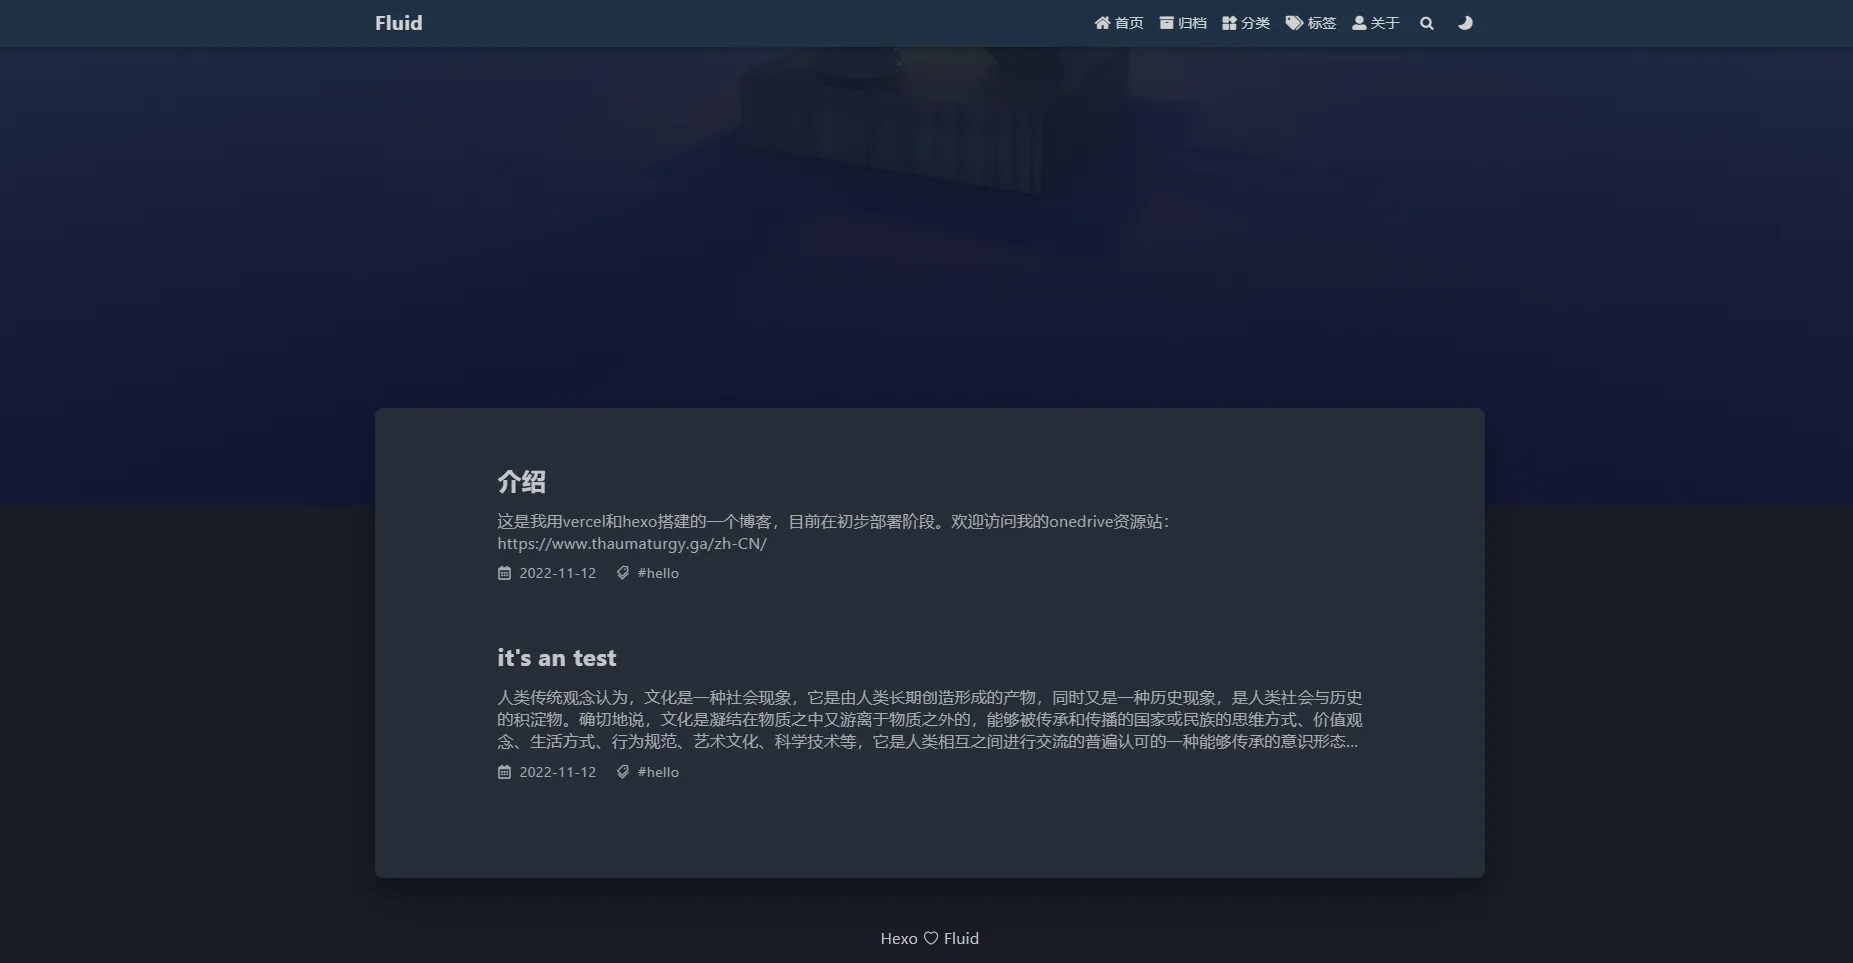 Fluid
首页 归档 分类 标签 关于
介绍
这是我用vercel和hexo搭建的一个博客，目前在初步部署阶段。欢迎访问我的onedrive资源站：
https://www.thaumaturgy.ga/zh-CN/
2022-11-12 #hello
it's an test
人类传统观念认为，文化是一种社会现象，它是由人类长期创造形成的产物，同时又是一种历史现象，是人类社会与历史
的积淀物。确切地说，文化是凝结在物质之中又游离于物质之外的，能够被传承和传播的国家或民族的思维方式、价值观
念、生活方式、行为规范、艺术文化、科学技术等，它是人类相互之间进行交流的普遍认可的一种能够传承的意识形态...
2022-11-12 #hello
Hexo ♡ Fluid